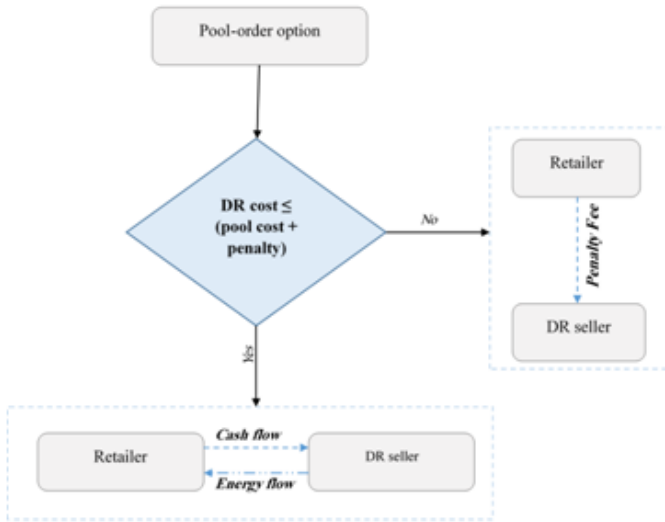 Pool-order option
DR cost ≤
(pool cost +
penalty)
No
Retailer
Penalty Fee
DR seller
Yes
Retailer
Cash flow
Energy flow
DR seller